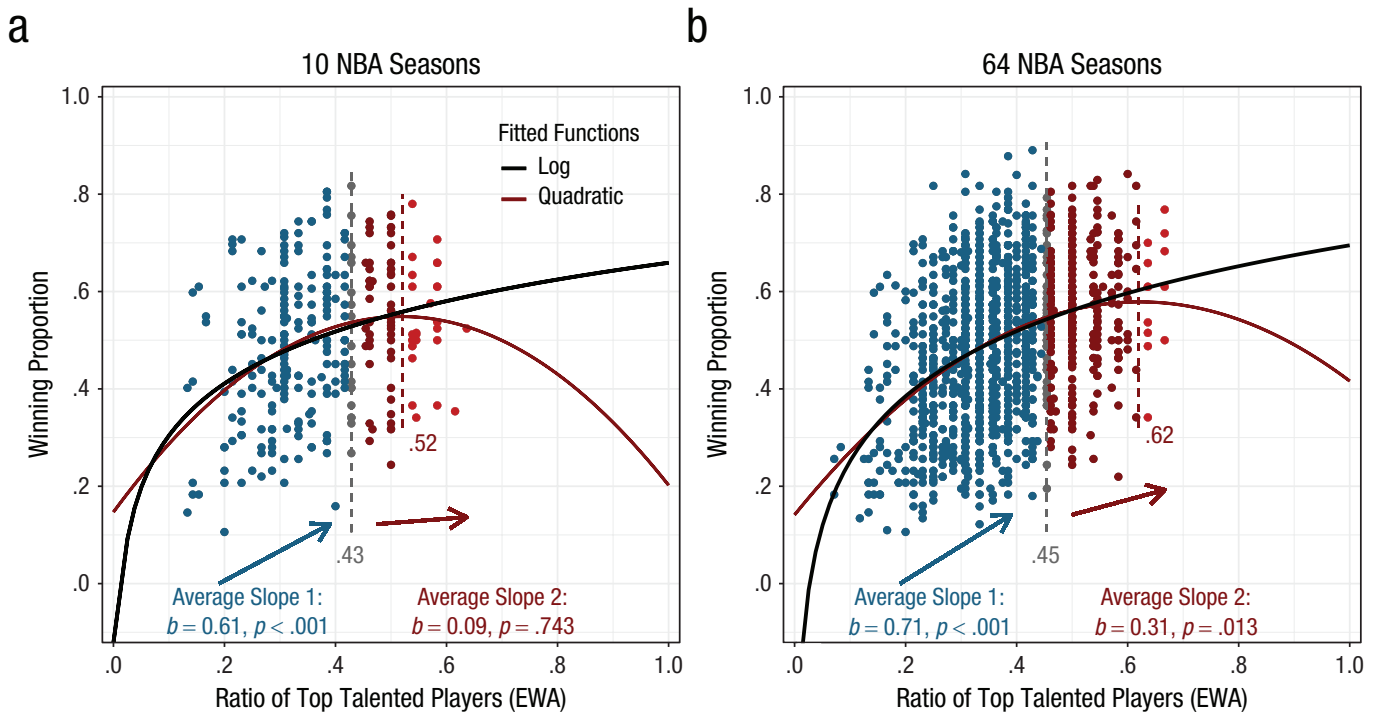 a
10 NBA Seasons
1.0
.8
.6
.4
.2
.0
Winning Proportion
Fitted Functions
Log
Quadratic
.52
.43
Average Slope 1:
b = 0.61, p < .001
Average Slope 2:
b = 0.09, p = .743
.0
.2
.4
.6
.8
1.0
Ratio of Top Talented Players (EWA)
b
64 NBA Seasons
1.0
.8
.6
.4
.2
.0
Winning Proportion
.62
.45
Average Slope 1:
b = 0.71, p < .001
Average Slope 2:
b = 0.31, p = .013
.0
.2
.4
.6
.8
1.0
Ratio of Top Talented Players (EWA)